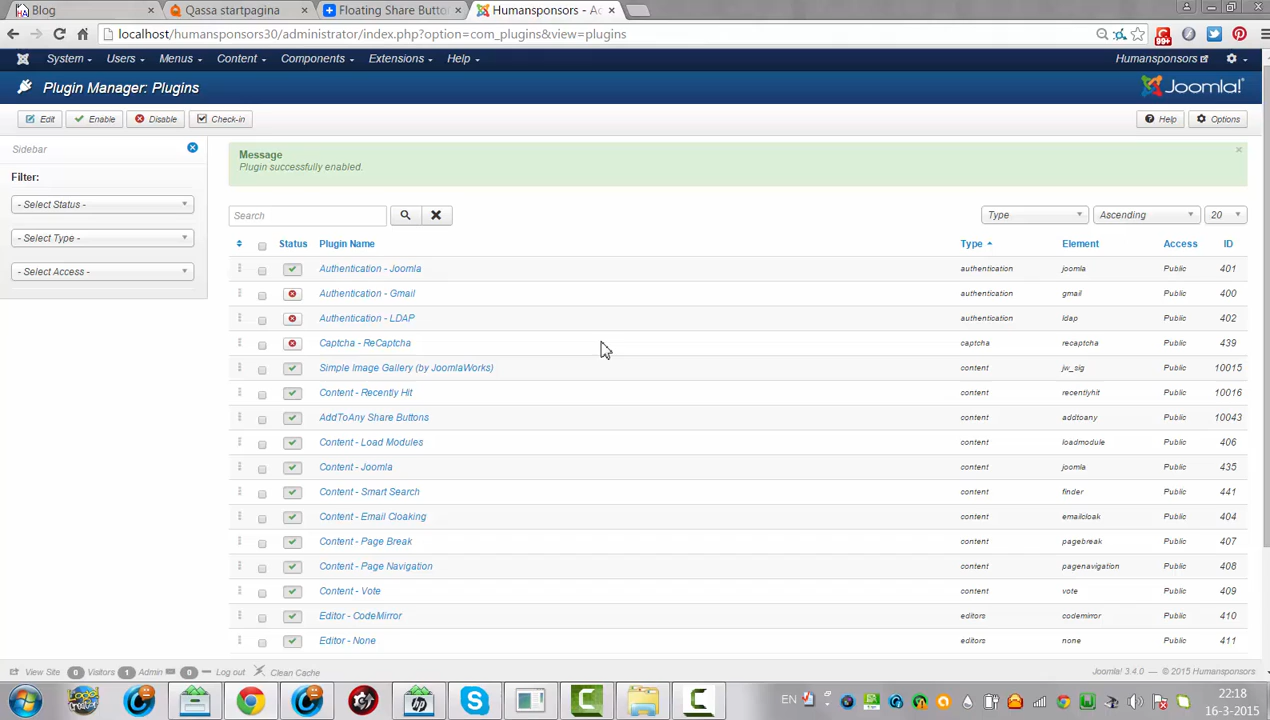 Blog
Qassa startpagina
Floating Share Butto
Humansponsors - Ac
localhost/humansponsors30/administrator/index.php?option=com_plugins&view=plugins
99+
System Users Menus Content Components Extensions Help Humansponsors
Plugin Manager: Plugins
Joomla!
Edit Enable Disable Check-in Help Options
Sidebar
Filter:
- Select Status -
- Select Type -
- Select Access -
Message
Plugin successfully enabled.
Search Type Ascending 20
Status Plugin Name Type Element Access ID
Authentication - Joomla authentication joomla Public 401
Authentication - Gmail authentication gmail Public 400
Authentication - LDAP authentication ldap Public 402
Captcha - ReCaptcha captcha recaptcha Public 439
Simple Image Gallery (by JoomlaWorks) content jw_sig Public 10015
Content - Recently Hit content recentlyhit Public 10016
AddToAny Share Buttons content addtoany Public 10043
Content - Load Modules content loadmodule Public 406
Content - Joomla content joomla Public 435
Content - Smart Search content finder Public 441
Content - Email Cloaking content emailcloak Public 404
Content - Page Break content pagebreak Public 407
Content - Page Navigation content pagenavigation Public 408
Content - Vote content vote Public 409
Editor - CodeMirror editors codemirror Public 410
Editor - None editors none Public 411
View Site 0 Visitors 1 Admin 0 Log out Clean Cache Joomla! 3.4.0 — © 2015 Humansponsors
EN
22:18
16-3-2015